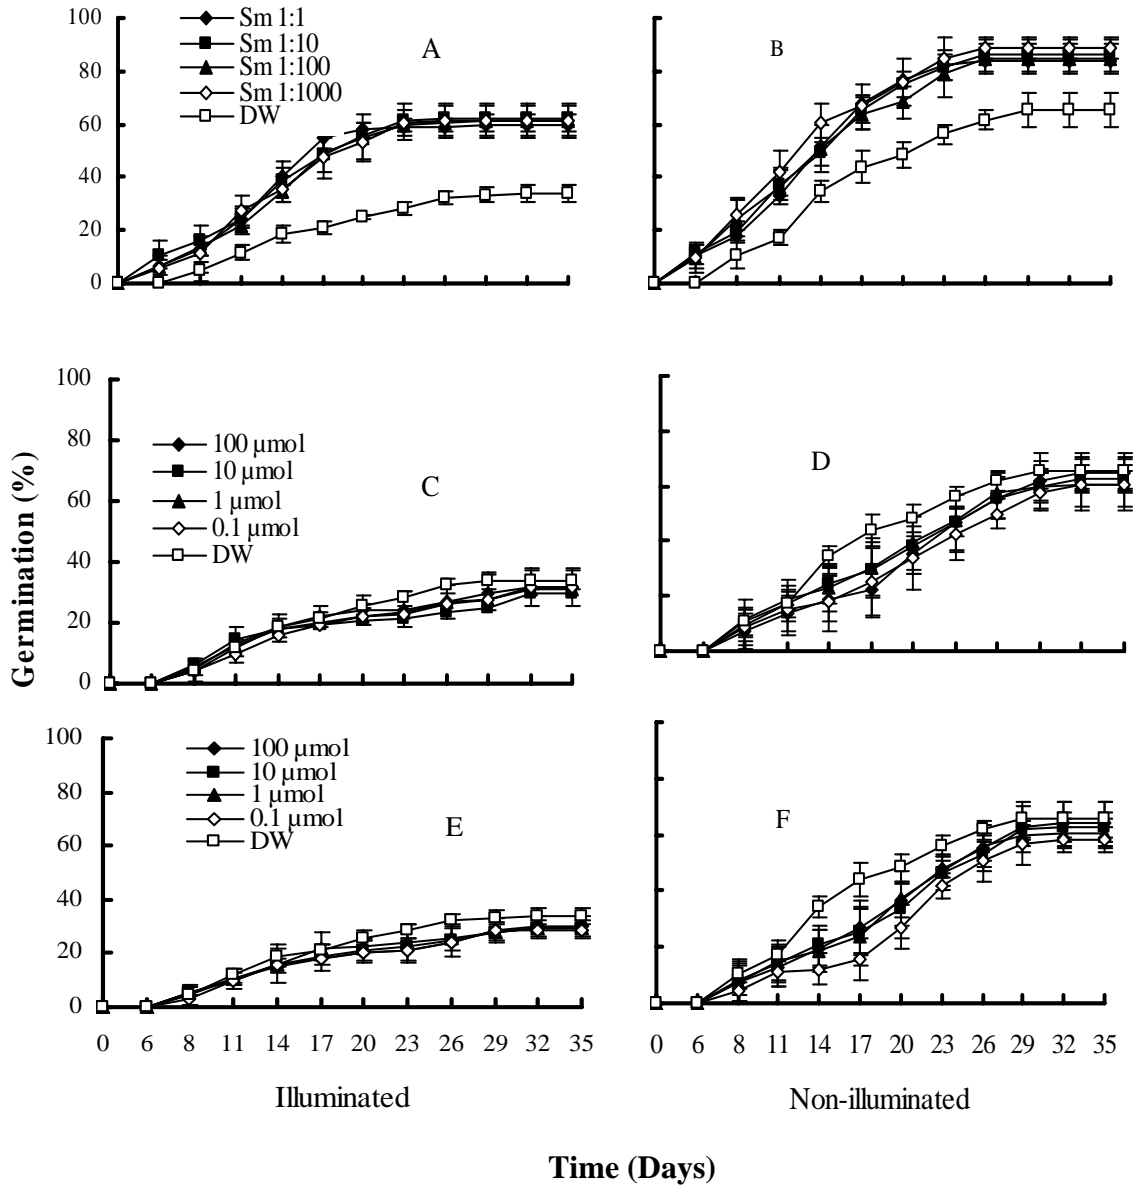 Sm 1:1
Sm 1:10
Sm 1:100
Sm 1:1000
DW
A
B
100
80
60
40
20
0
100 µmol
10 µmol
1 µmol
0.1 µmol
DW
C
D
100
80
60
40
20
0
Germination (%)
100 µmol
10 µmol
1 µmol
0.1 µmol
DW
E
F
100
80
60
40
20
0
0 6 8 11 14 17 20 23 26 29 32 35
0 6 8 11 14 17 20 23 26 29 32 35
Illuminated
Non-illuminated
Time (Days)